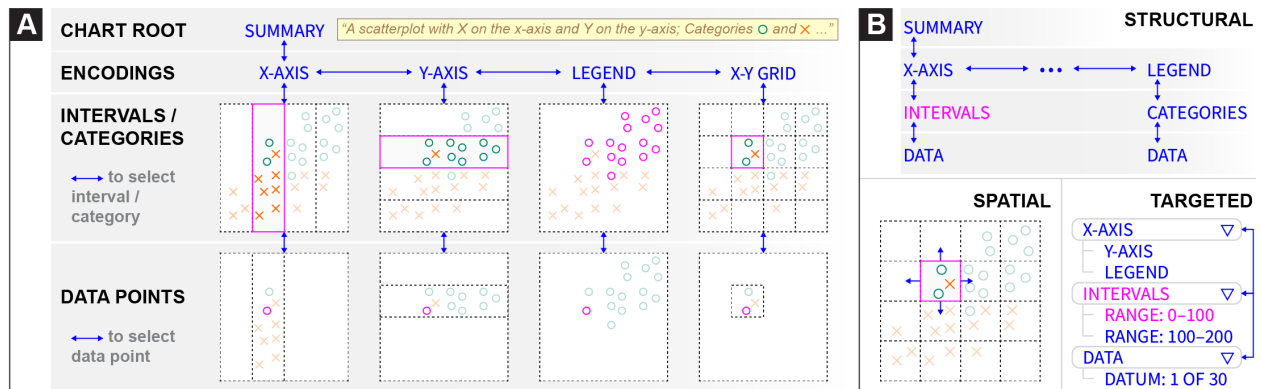 A
CHART ROOT
SUMMARY
“A scatterplot with X on the x-axis and Y on the y-axis; Categories O and × ...”
ENCODINGS
X-AXIS
Y-AXIS
LEGEND
X-Y GRID
INTERVALS /
CATEGORIES
to select
interval /
category
DATA POINTS
to select
data point
B
STRUCTURAL
SUMMARY
X-AXIS
•••
LEGEND
INTERVALS
CATEGORIES
DATA
DATA
SPATIAL
TARGETED
X-AXIS
Y-AXIS
LEGEND
INTERVALS
RANGE: 0–100
RANGE: 100–200
DATA
DATUM: 1 OF 30